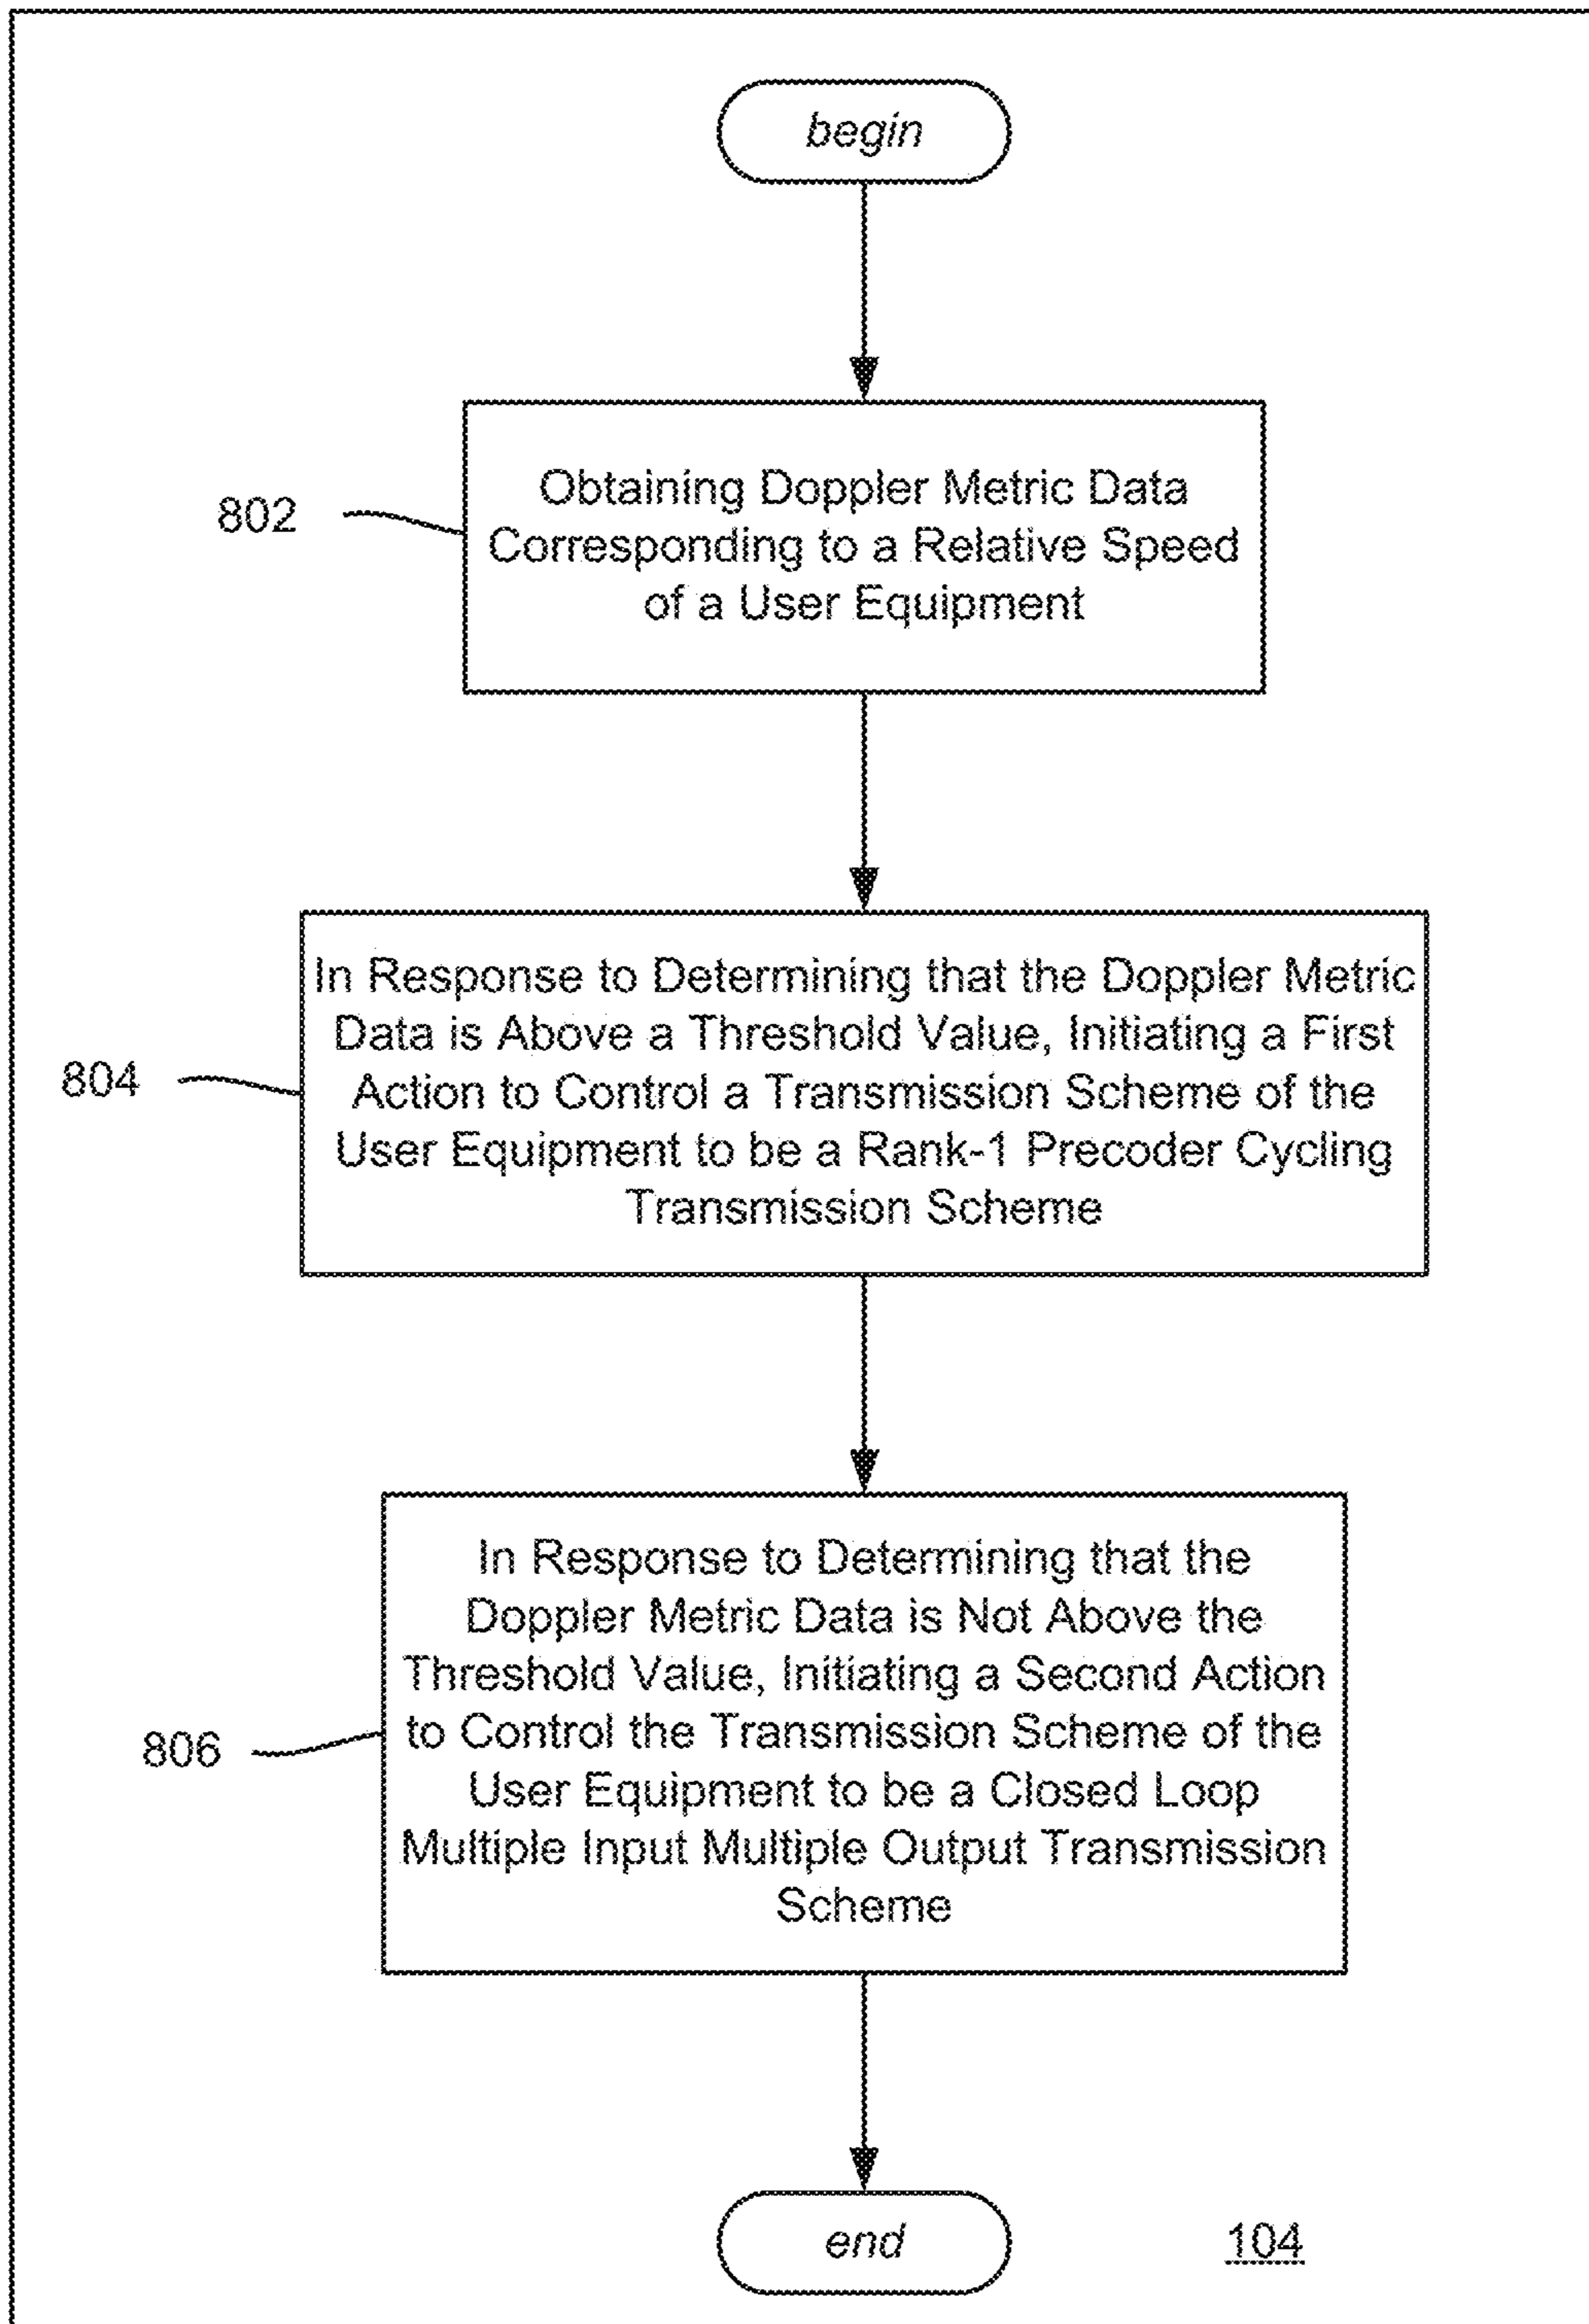 begin
802
Obtaining Doppler Metric Data
Corresponding to a Relative Speed
of a User Equipment
804
In Response to Determining that the Doppler Metric
Data is Above a Threshold Value, Initiating a First
Action to Control a Transmission Scheme of the
User Equipment to be a Rank-1 Precoder Cycling
Transmission Scheme
806
In Response to Determining that the
Doppler Metric Data is Not Above the
Threshold Value, Initiating a Second Action
to Control the Transmission Scheme of the
User Equipment to be a Closed Loop
Multiple Input Multiple Output Transmission
Scheme
end
104